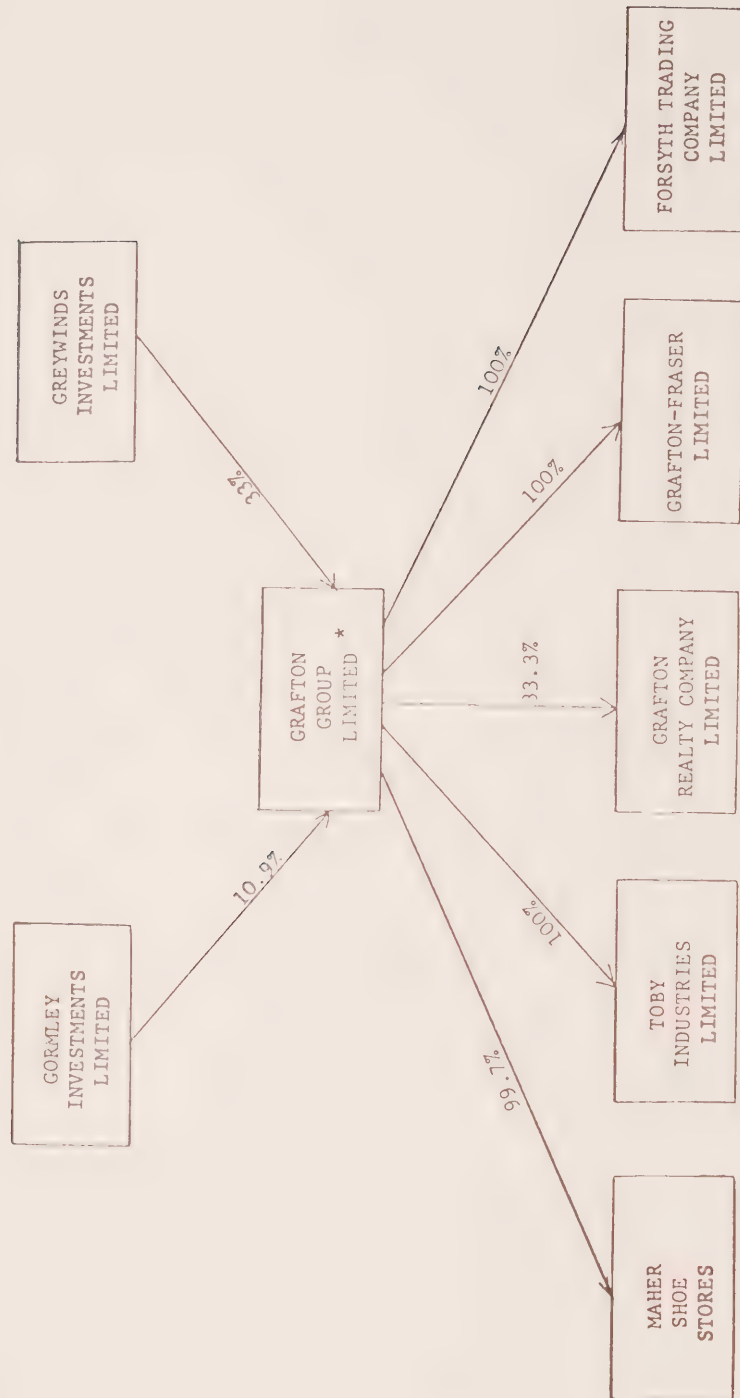 GORMLEY
INVESTMENTS
LIMITED
GREYWINDS
INVESTMENTS
LIMITED
10.9%
33%
GRAFTON
GROUP
LIMITED *
99.7%
100%
33.3%
100%
100%
MAHER
SHOE
STORES
TOBY
INDUSTRIES
LIMITED
GRAFTON
REALTY COMPANY
LIMITED
GRAFTON-FRASER
LIMITED
FORSYTH TRADING
COMPANY
LIMITED